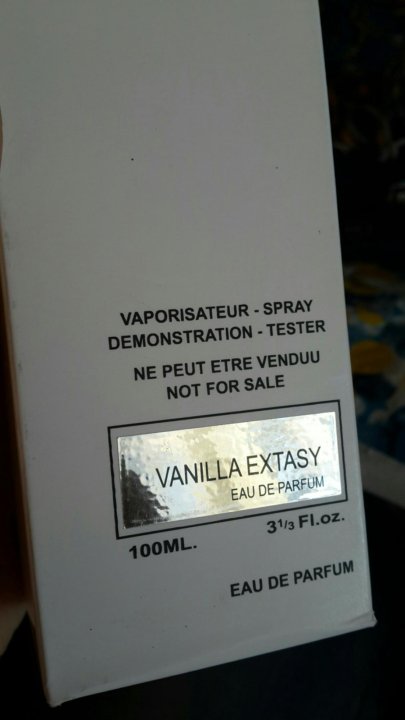 VAPORISATEUR - SPRAY
DEMONSTRATION - TESTER
NE PEUT ETRE VENDUU
NOT FOR SALE
VANILLA EXTASY
EAU DE PARFUM
100ML.
3 1/3 Fl.oz.
EAU DE PARFUM